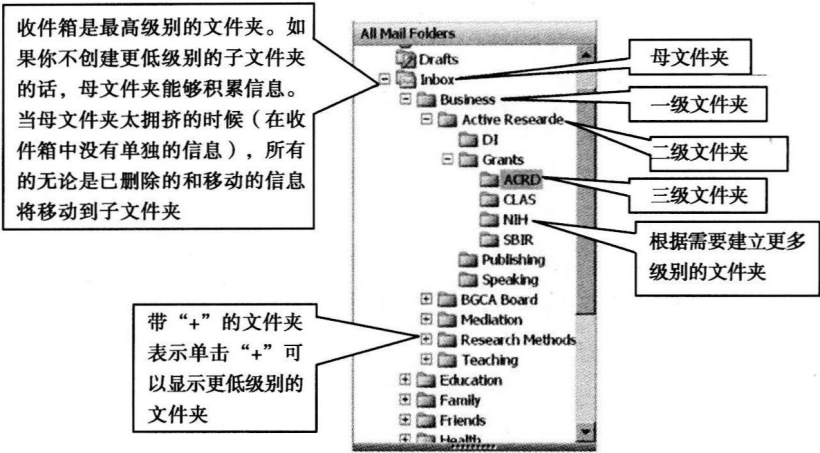 收件箱是最高级别的文件夹。如
果你不创建更低级别的子文件夹
的话，母文件夹能够积累信息。
当母文件夹太拥挤的时候（在收
件箱中没有单独的信息），所有
的无论是已删除的和移动的信息
将移动到子文件夹
All Mail Folders
Drafts
Inbox
Business
Active Researde
DI
Grants
ACRD
CLAS
NIH
SBIR
Publishing
Speaking
BGCA Board
Mediation
Research Methods
Teaching
Education
Family
Friends
Health
母文件夹
一级文件夹
二级文件夹
三级文件夹
根据需要建立更多
级别的文件夹
带“+”的文件夹
表示单击“+”可
以显示更低级别的
文件夹